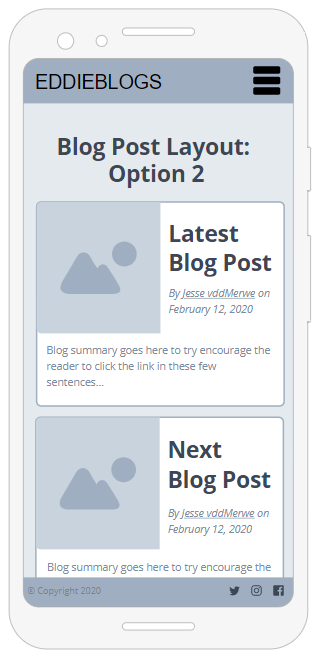 EDDIEBLOGS
Blog Post Layout:
Option 2
Latest
Blog Post
By Jesse vddMerwe on
February 12, 2020
Blog summary goes here to try encourage the
reader to click the link in these few
sentences...
Next
Blog Post
By Jesse vddMerwe on
February 12, 2020
Blog summary goes here to try encourage the
© Copyright 2020